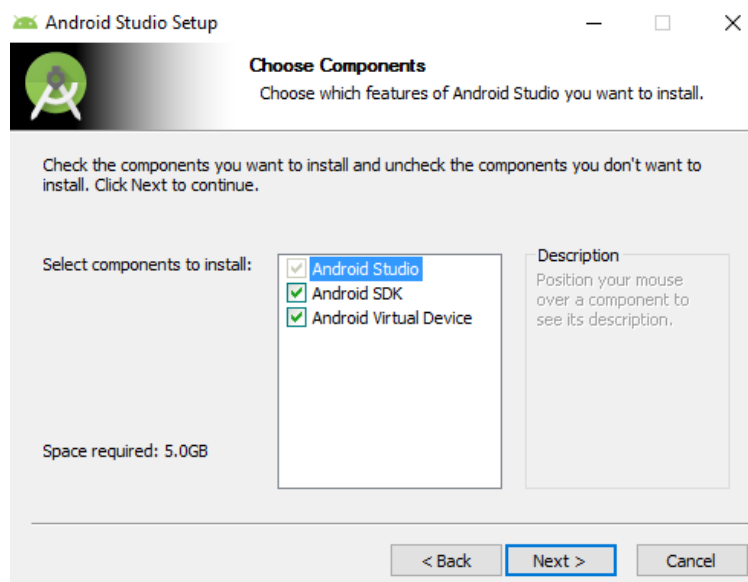 Android Studio Setup
Choose Components
Choose which features of Android Studio you want to install.
Check the components you want to install and uncheck the components you don't want to
install. Click Next to continue.
Select components to install:
Android Studio
Android SDK
Android Virtual Device
Description
Position your mouse
over a component to
see its description.
Space required: 5.0GB
< Back
Next >
Cancel